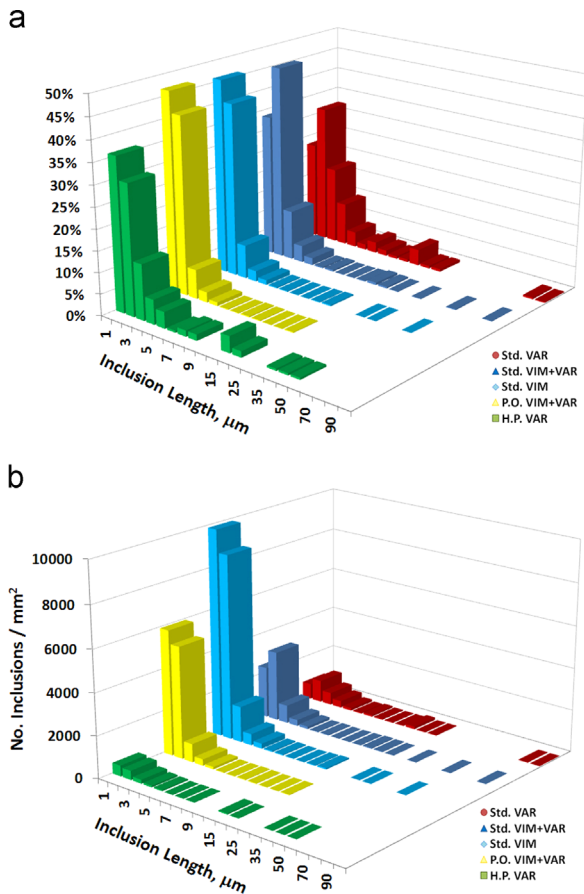 a
50%
45%
40%
35%
30%
25%
20%
15%
10%
5%
0%
1
3
5
7
9
15
25
35
50
70
90
Inclusion Length, μm
Std. VAR
Std. VIM+VAR
Std. VIM
P.O. VIM+VAR
H.P. VAR
b
10000
8000
6000
4000
2000
0
No. Inclusions / mm²
1
3
5
7
9
15
25
35
50
70
90
Inclusion Length, μm
Std. VAR
Std. VIM+VAR
Std. VIM
P.O. VIM+VAR
H.P. VAR